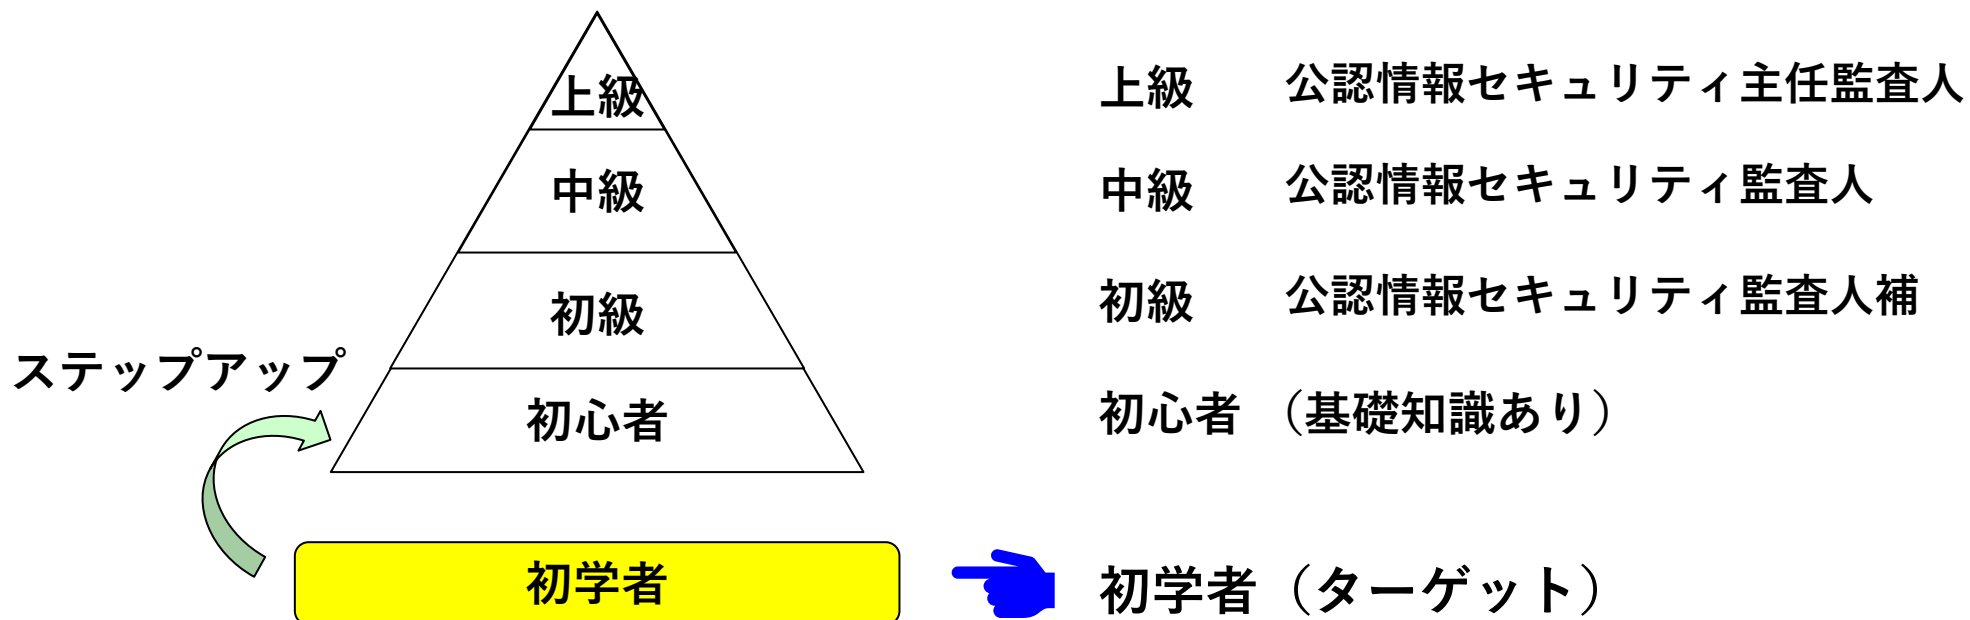 上級
中級
初級
初心者
ステップアップ
初学者
上級 公認情報セキュリティ主任監査人
中級 公認情報セキュリティ監査人
初級 公認情報セキュリティ監査人補
初心者（基礎知識あり）
初学者（ターゲット）